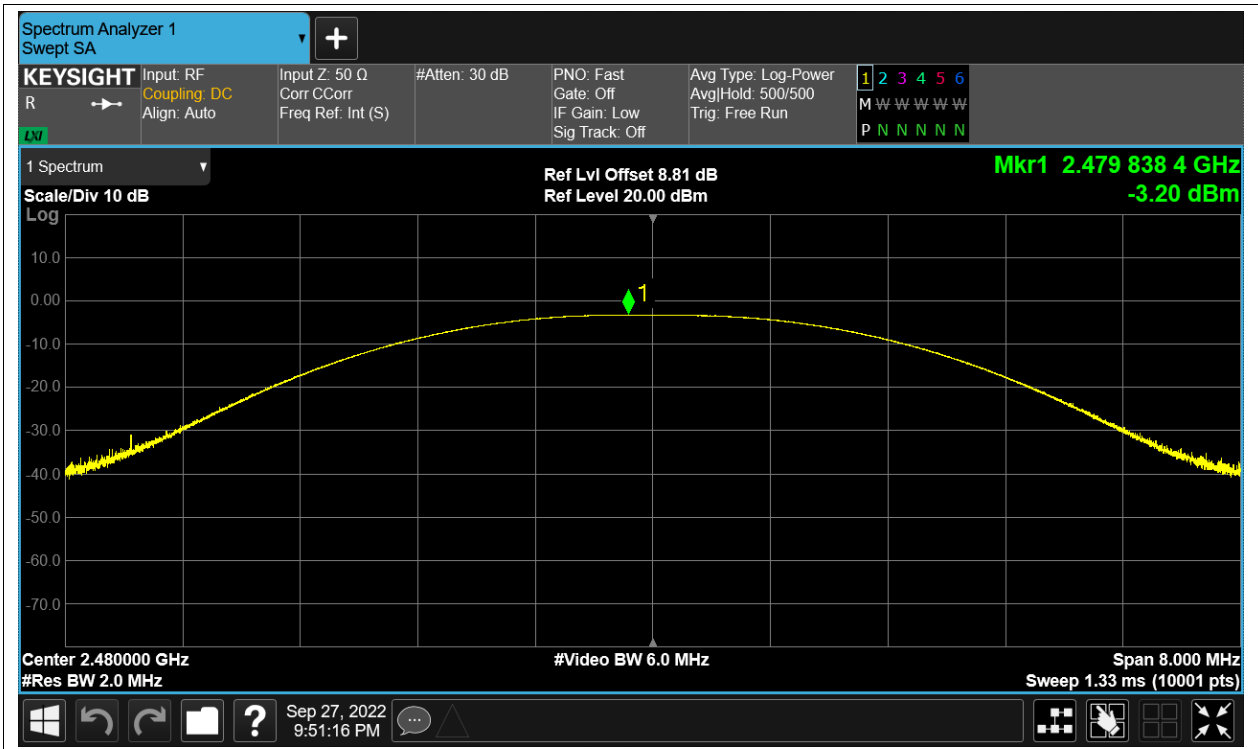 Spectrum Analyzer 1
Swept SA
+
KEYSIGHT
R
LXI
Input: RF
Coupling: DC
Align: Auto
Input Z: 50 Ω
Corr CCorr
Freq Ref: Int (S)
#Atten: 30 dB
PNO: Fast
Gate: Off
IF Gain: Low
Sig Track: Off
Avg Type: Log-Power
Avg|Hold: 500/500
Trig: Free Run
1 2 3 4 5 6
M W W W W W W
P N N N N N N
1 Spectrum
Scale/Div 10 dB
Log
Ref Lvl Offset 8.81 dB
Ref Level 20.00 dBm
Mkr1 2.479 838 4 GHz
-3.20 dBm
10.0
0.00
-10.0
-20.0
-30.0
-40.0
-50.0
-60.0
-70.0
1
Center 2.480000 GHz
#Res BW 2.0 MHz
#Video BW 6.0 MHz
Span 8.000 MHz
Sweep 1.33 ms (10001 pts)
?
Sep 27, 2022
9:51:16 PM